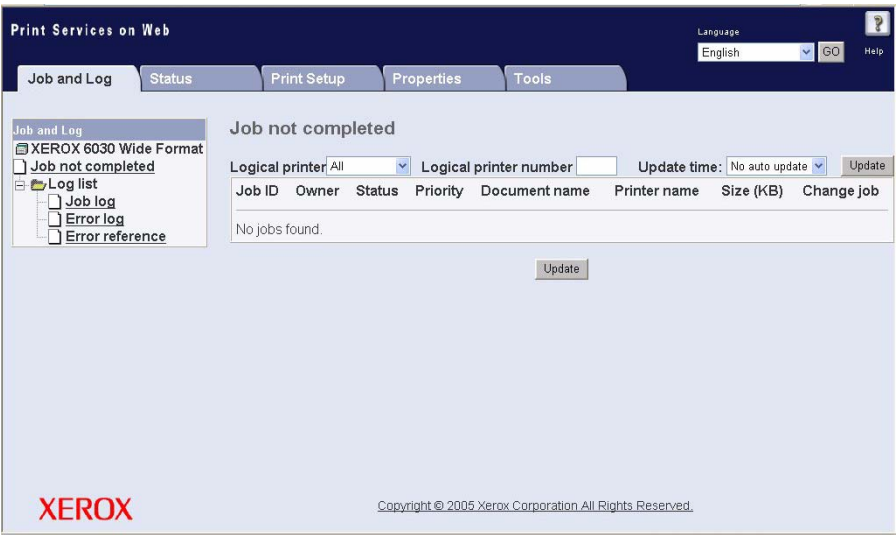 Print Services on Web
Language
English GO Help
Job and Log Status Print Setup Properties Tools
Job and Log
XEROX 6030 Wide Format
Job not completed
Log list
Job log
Error log
Error reference
Job not completed
Logical printer All Logical printer number Update time: No auto update Update
Job ID Owner Status Priority Document name Printer name Size (KB) Change job
No jobs found.
Update
XEROX
Copyright © 2005 Xerox Corporation All Rights Reserved.